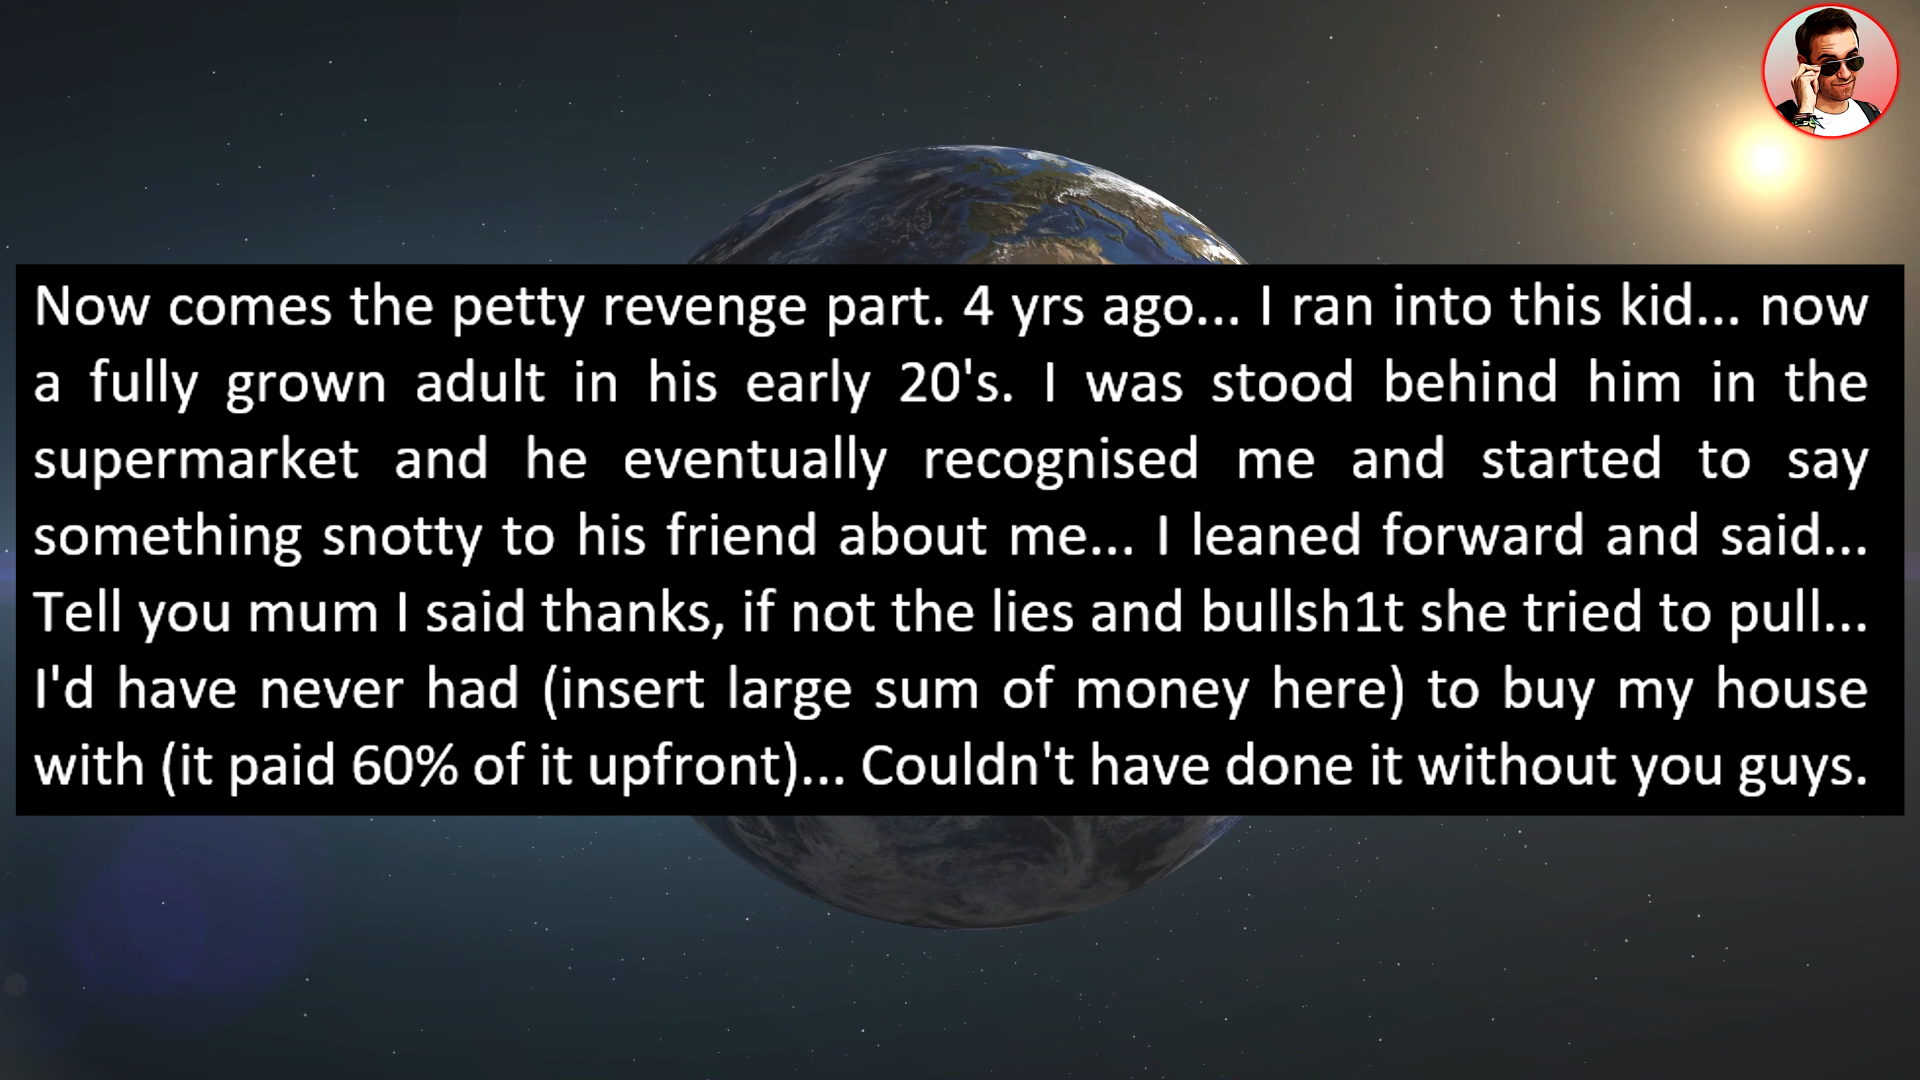 Now comes the petty revenge part. 4 yrs ago... I ran into this kid... now
a fully grown adult in his early 20's. I was stood behind him in the
supermarket and he eventually recognised me and started to say
something snotty to his friend about me... I leaned forward and said...
Tell you mum I said thanks, if not the lies and bullsh1t she tried to pull...
I'd have never had (insert large sum of money here) to buy my house
with (it paid 60% of it upfront)... Couldn't have done it without you guys.